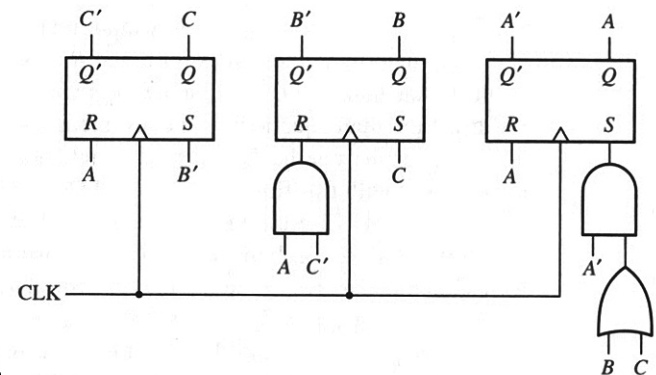 C′ C B′ B A′ A
Q′ Q Q′ Q Q′ Q
R S R S R S
A B′ C A
A C′ A′
CLK
B C